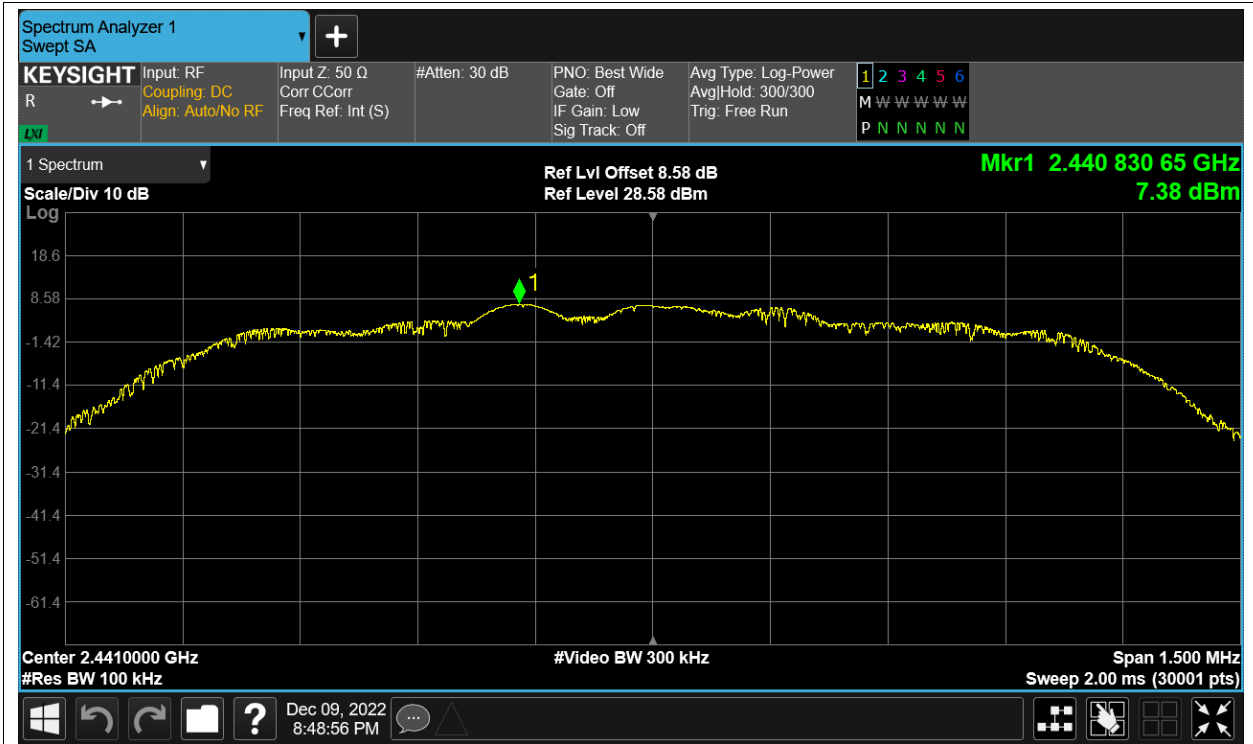 Spectrum Analyzer 1
Swept SA
KEYSIGHT
R
LXI
Input: RF
Coupling: DC
Align: Auto/No RF
Input Z: 50 Ω
Corr CCorr
Freq Ref: Int (S)
#Atten: 30 dB
PNO: Best Wide
Gate: Off
IF Gain: Low
Sig Track: Off
Avg Type: Log-Power
Avg|Hold: 300/300
Trig: Free Run
1 2 3 4 5 6
M W W W W W
P N N N N N
1 Spectrum
Scale/Div 10 dB
Ref Lvl Offset 8.58 dB
Ref Level 28.58 dBm
Mkr1 2.440 830 65 GHz
7.38 dBm
Log
18.6
8.58
-1.42
-11.4
-21.4
-31.4
-41.4
-51.4
-61.4
1
Center 2.4410000 GHz
#Res BW 100 kHz
#Video BW 300 kHz
Span 1.500 MHz
Sweep 2.00 ms (30001 pts)
?
Dec 09, 2022
8:48:56 PM